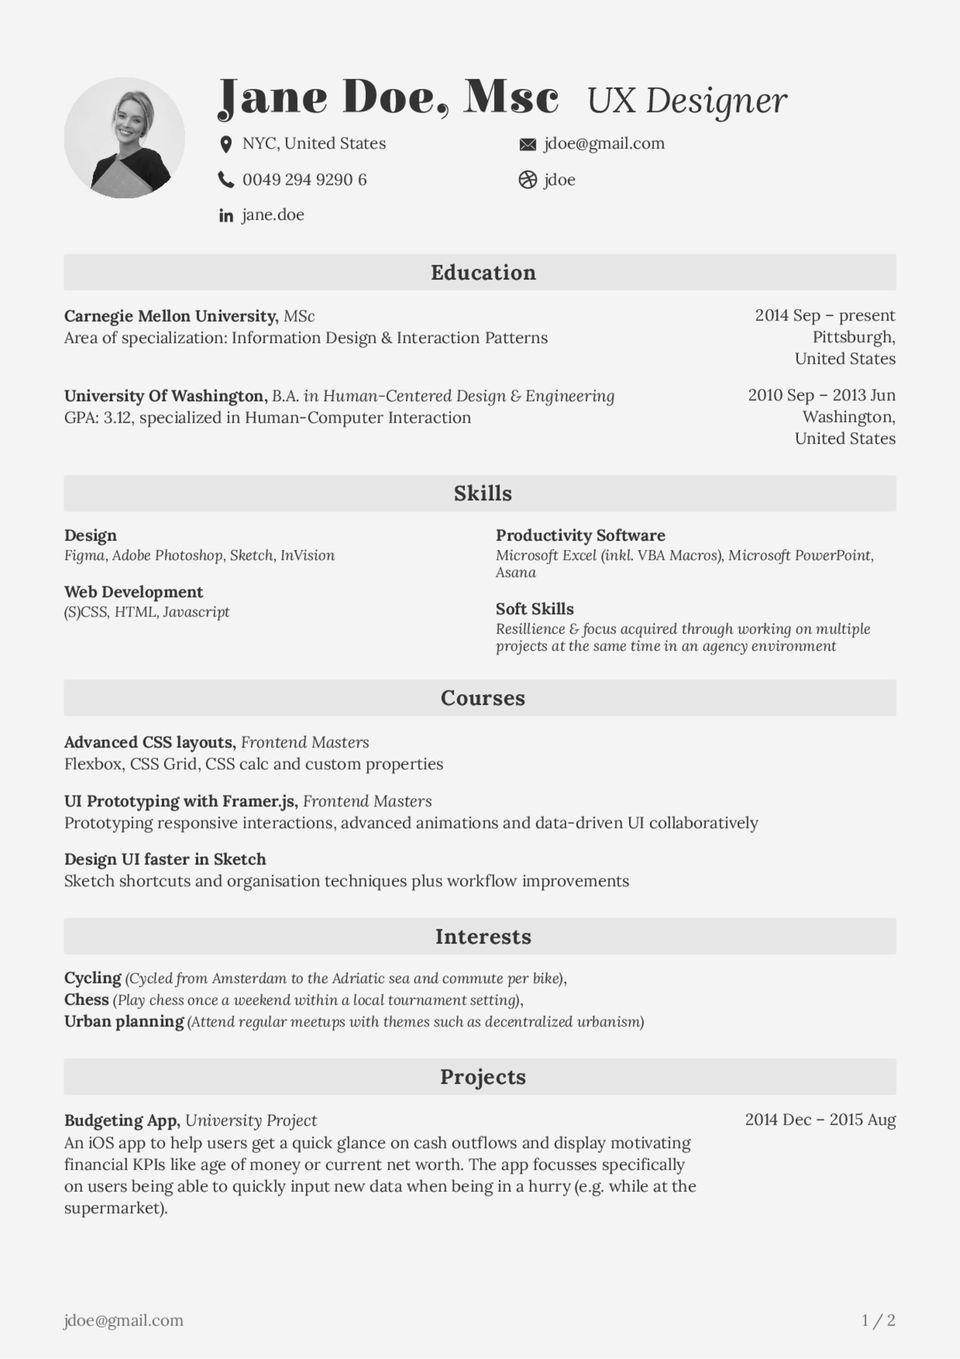 Jane Doe, Msc UX Designer
NYC, United States
jdoe@gmail.com
0049 294 9290 6
jdoe
jane.doe
Education
Carnegie Mellon University, MSc
2014 Sep – present
Area of specialization: Information Design & Interaction Patterns
Pittsburgh,
United States
University Of Washington, B.A. in Human-Centered Design & Engineering
2010 Sep – 2013 Jun
GPA: 3.12, specialized in Human-Computer Interaction
Washington,
United States
Skills
Design
Figma, Adobe Photoshop, Sketch, InVision
Web Development
(S)CSS, HTML, Javascript
Productivity Software
Microsoft Excel (inkl. VBA Macros), Microsoft PowerPoint,
Asana
Soft Skills
Resillience & focus acquired through working on multiple
projects at the same time in an agency environment
Courses
Advanced CSS layouts, Frontend Masters
Flexbox, CSS Grid, CSS calc and custom properties
UI Prototyping with Framer.js, Frontend Masters
Prototyping responsive interactions, advanced animations and data-driven UI collaboratively
Design UI faster in Sketch
Sketch shortcuts and organisation techniques plus workflow improvements
Interests
Cycling (Cycled from Amsterdam to the Adriatic sea and commute per bike),
Chess (Play chess once a weekend within a local tournament setting),
Urban planning (Attend regular meetups with themes such as decentralized urbanism)
Projects
Budgeting App, University Project
2014 Dec – 2015 Aug
An iOS app to help users get a quick glance on cash outflows and display motivating
financial KPIs like age of money or current net worth. The app focusses specifically
on users being able to quickly input new data when being in a hurry (e.g. while at the
supermarket).
jdoe@gmail.com
1 / 2